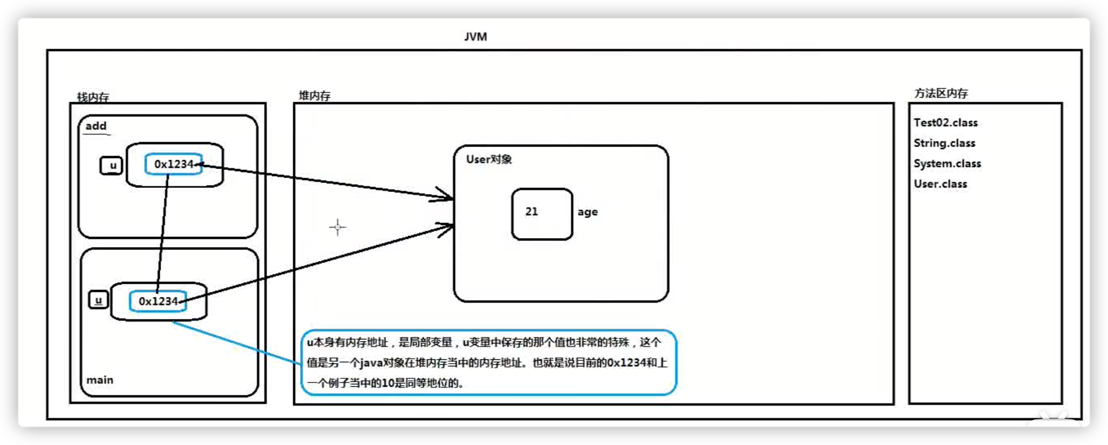 JVM
栈内存
堆内存
方法区内存
add
u
0x1234
User对象
21
age
Test02.class
String.class
System.class
User.class
u
0x1234
main
u本身有内存地址，是局部变量，u变量中保存的那个值也非常的特殊，这个
值是另一个java对象在堆内存当中的内存地址。也就是说目前的0x1234和上
一个例子当中的10是同等地位的。